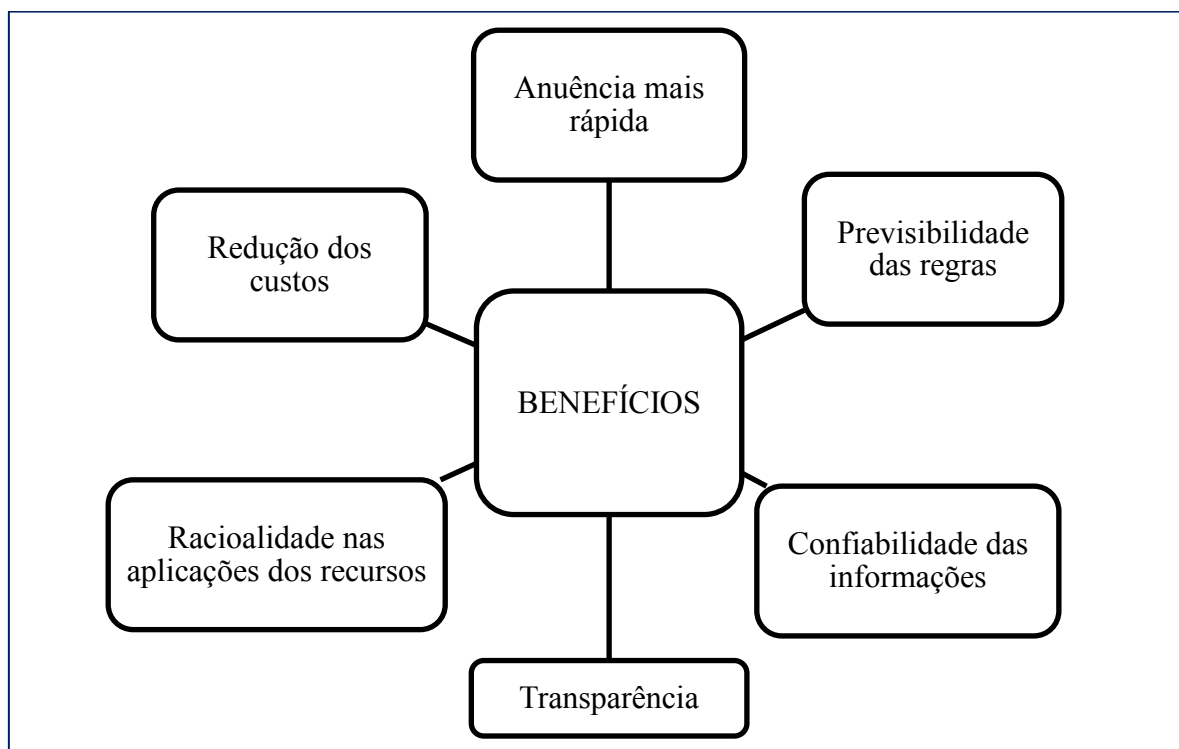 Anuência mais
rápida
Redução dos
custos
Previsibilidade
das regras
BENEFÍCIOS
Racioalidade nas
aplicações dos recursos
Confiabilidade das
informações
Transparência